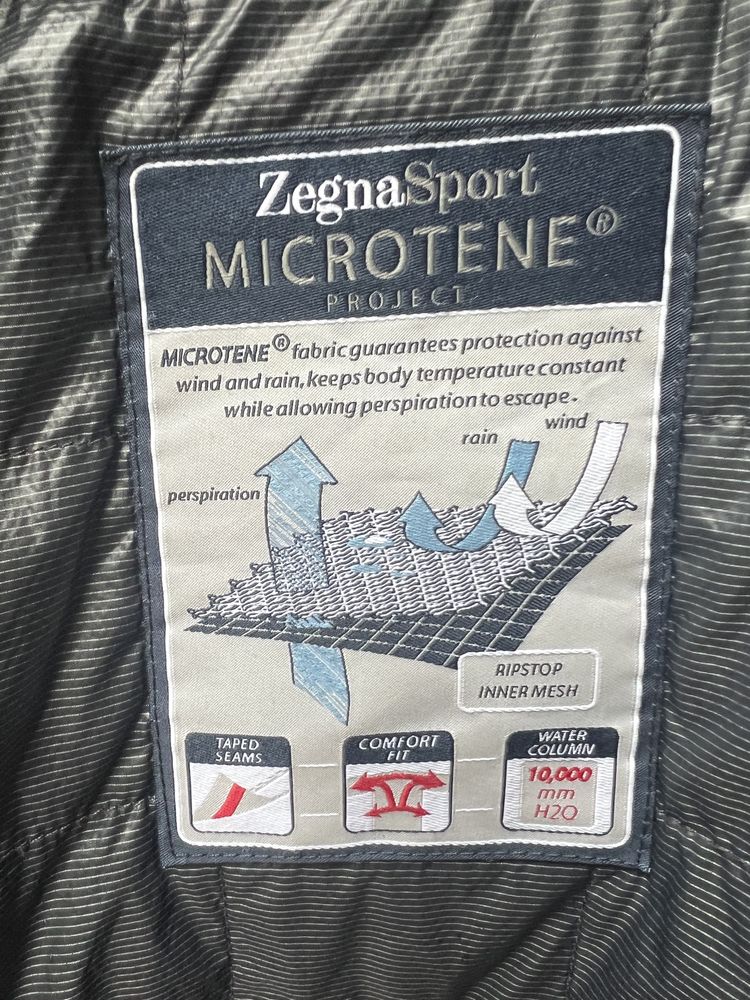 ZegnaSport
MICROTENE®
PROJECT
MICROTENE® fabric guarantees protection against
wind and rain, keeps body temperature constant
while allowing perspiration to escape.
wind
rain
perspiration
RIPSTOP
INNER MESH
TAPED
SEAMS
COMFORT
FIT
WATER
COLUMN
10,000
mm
H2O